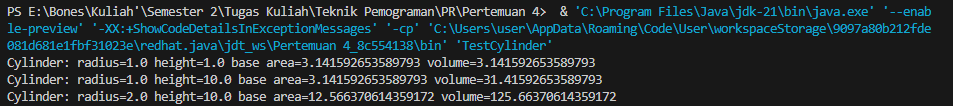 PS E:\Bones\Kuliah'\Semester 2\Tugas Kuliah\Teknik Pemograman\PR\Pertemuan 4>  & 'C:\Program Files\Java\jdk-21\bin\java.exe' '--enab
le-preview' '-XX:+ShowCodeDetailsInExceptionMessages' '-cp' 'C:\Users\user\AppData\Roaming\Code\User\workspaceStorage\9097a80b212fde
081d681e1fbf31023e\redhat.java\jdt_ws\Pertemuan 4_8c554138\bin' 'TestCylinder'
Cylinder: radius=1.0 height=1.0 base area=3.141592653589793 volume=3.141592653589793
Cylinder: radius=1.0 height=10.0 base area=3.141592653589793 volume=31.41592653589793
Cylinder: radius=2.0 height=10.0 base area=12.566370614359172 volume=125.66370614359172